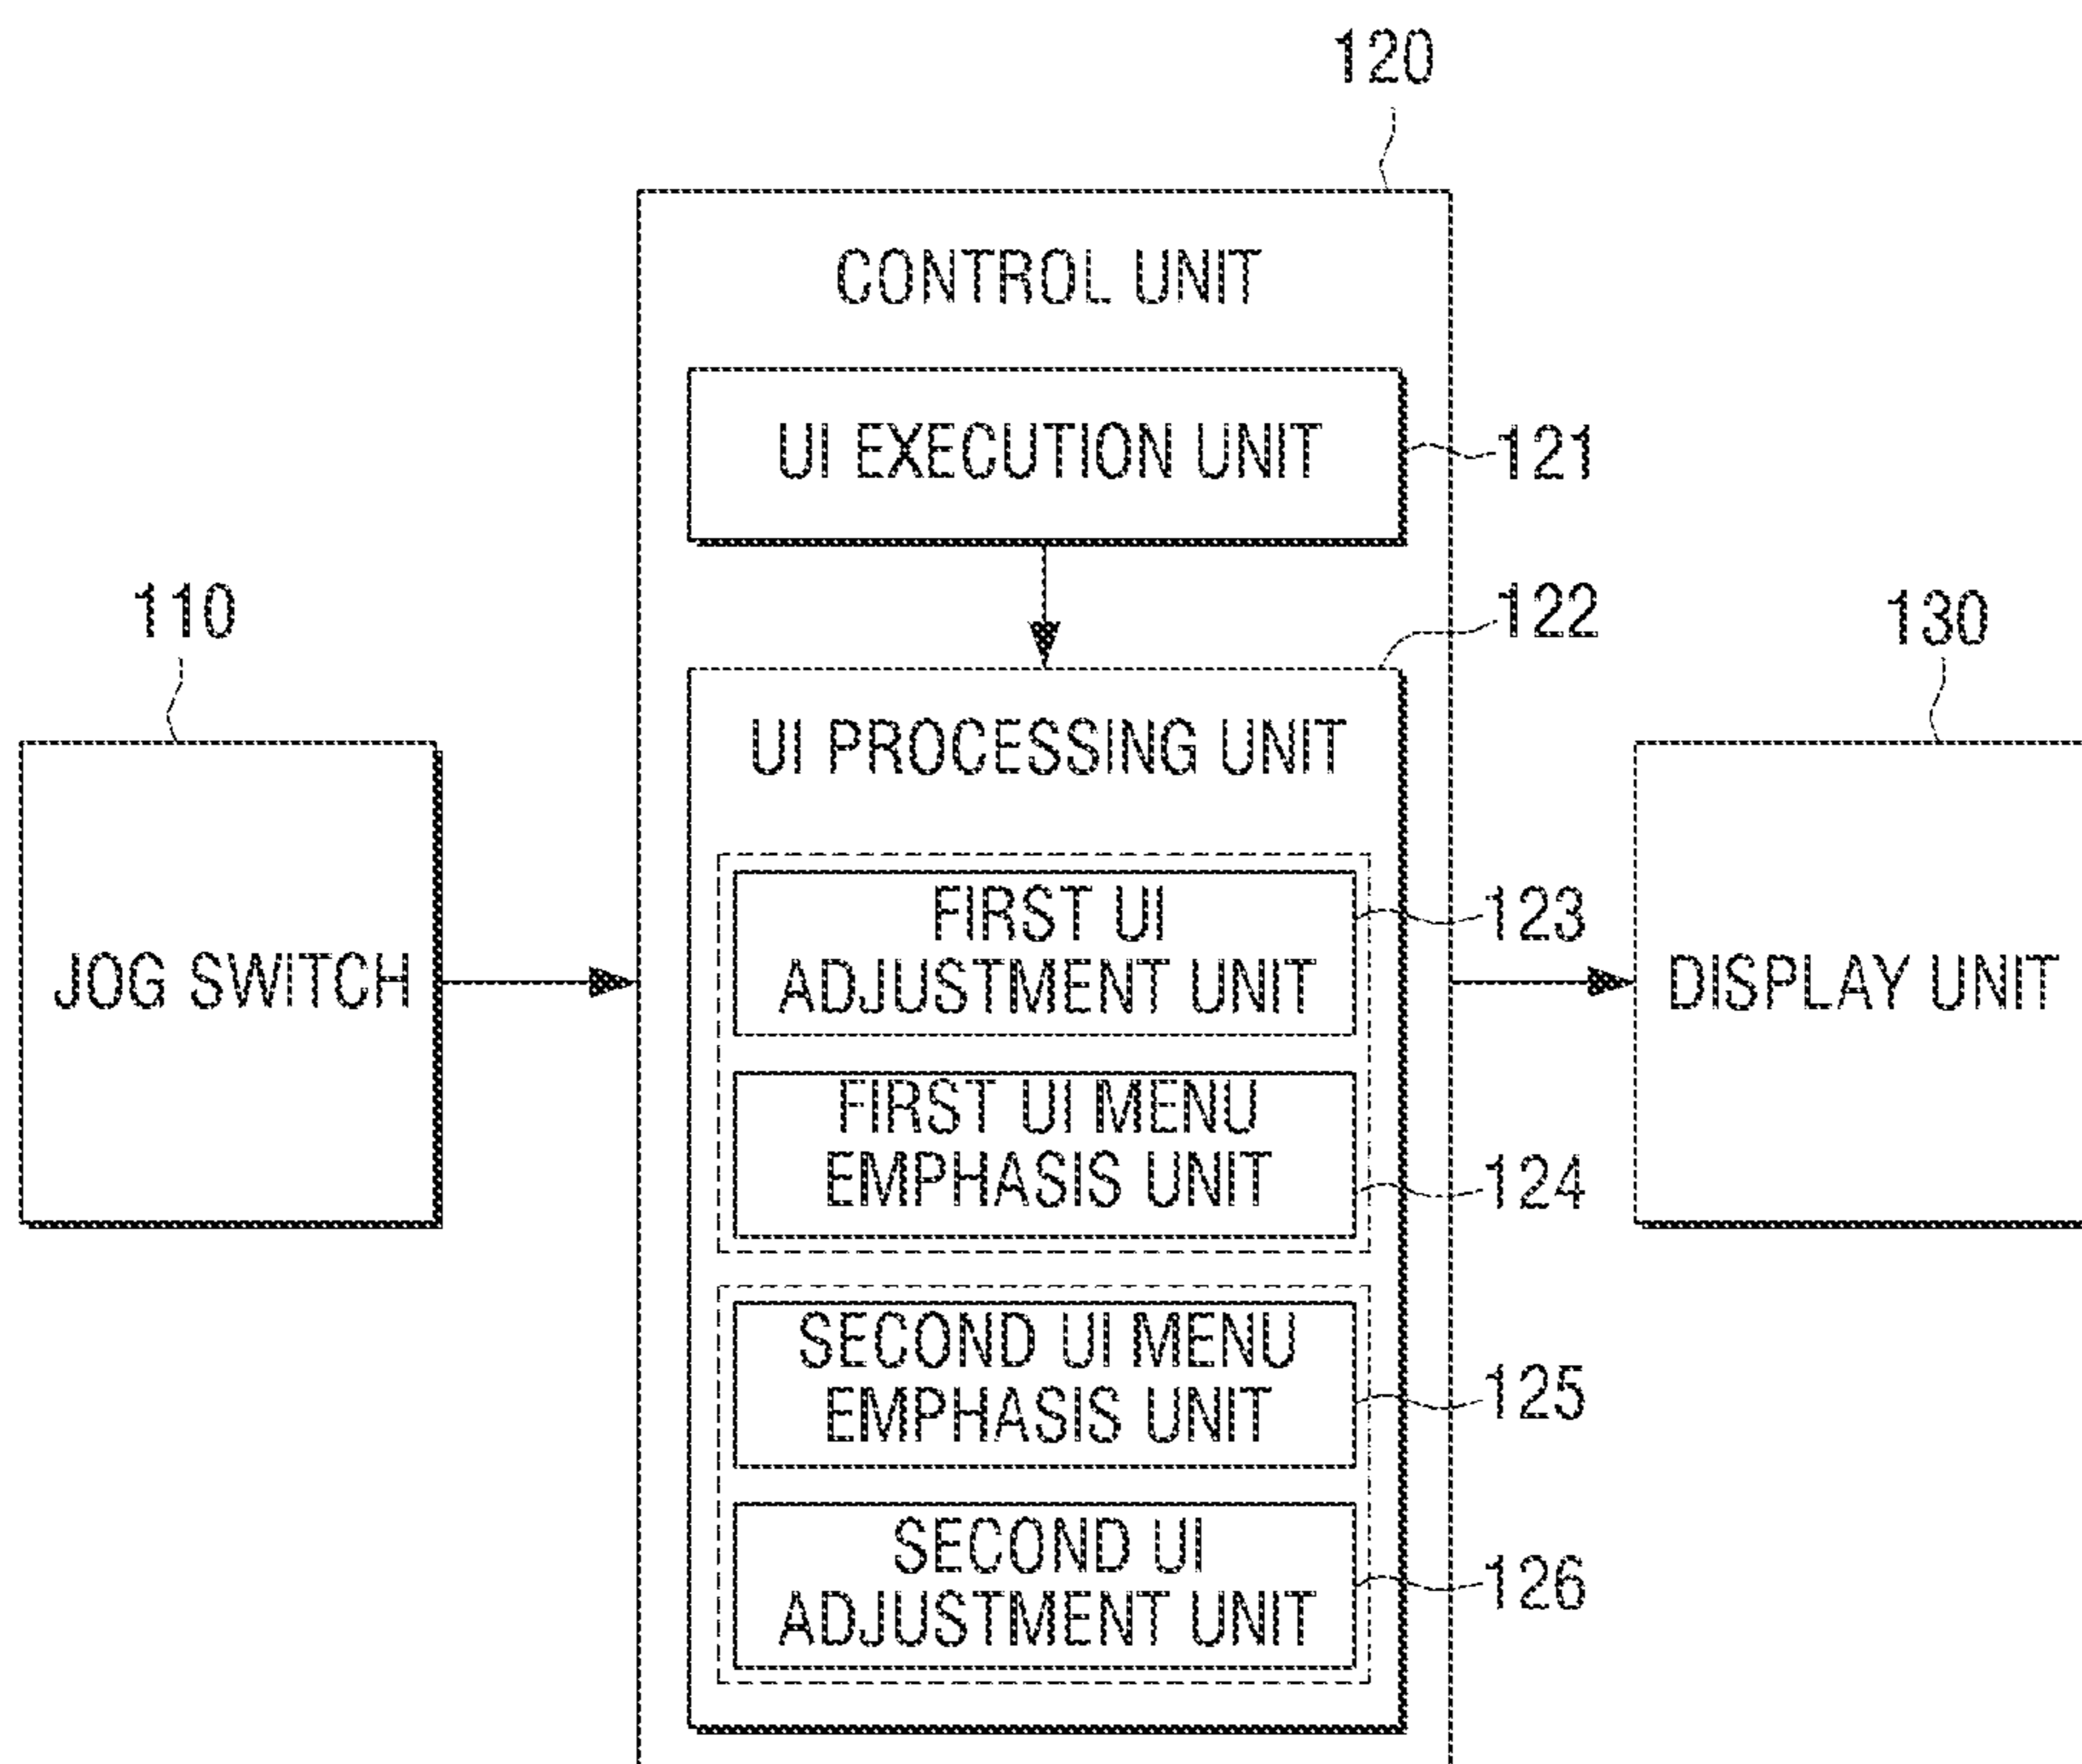 120
CONTROL UNIT
UI EXECUTION UNIT
121
110
122
130
UI PROCESSING UNIT
JOG SWITCH
FIRST UI
ADJUSTMENT UNIT
123
DISPLAY UNIT
FIRST UI MENU
EMPHASIS UNIT
124
SECOND UI MENU
EMPHASIS UNIT
125
SECOND UI
ADJUSTMENT UNIT
126